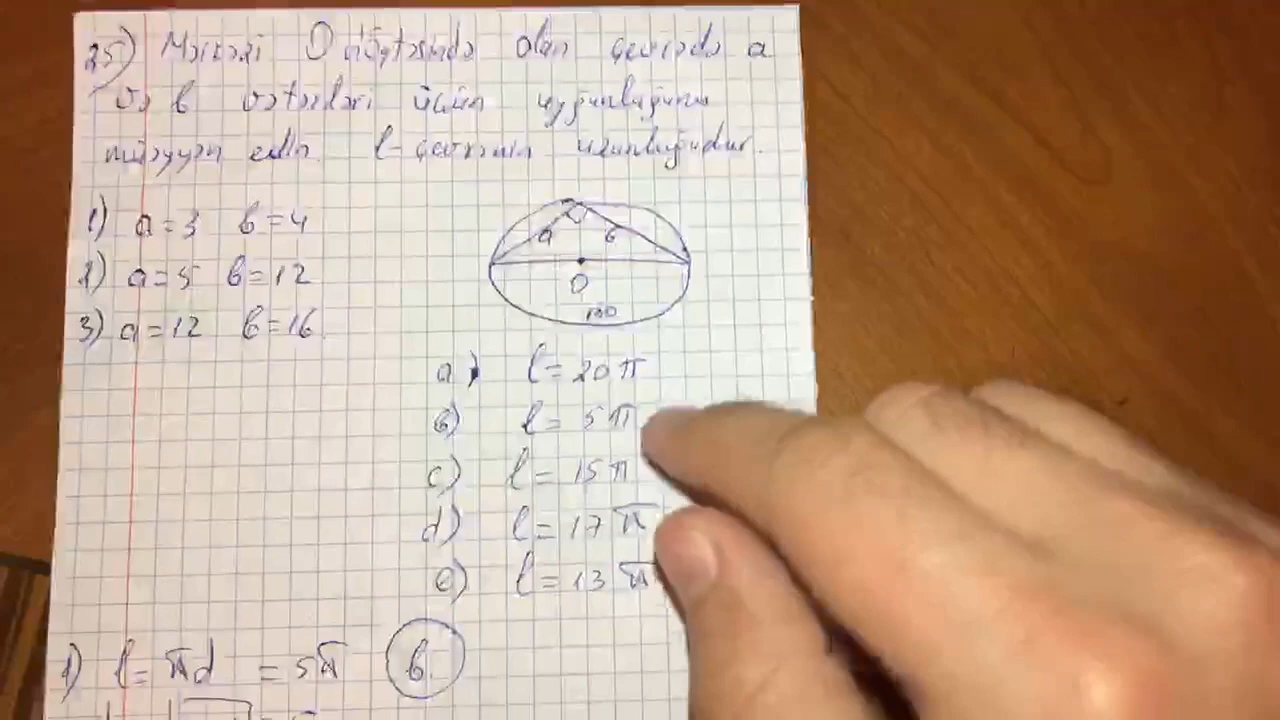 25) Mərkəzi O nöqtəsində olan çevrədə a
və b vətərləri üçün uyğunluğunu
müəyyən edin. l-çevrənin uzunluğudur.
1) a=3 b=4
2) a=5 b=12
3) a=12 b=16.
a b
O
180
a) l=20π
b) l=5π
c) l=15π
d) l=17π
e) l=13π
1) l=πd =5π b.